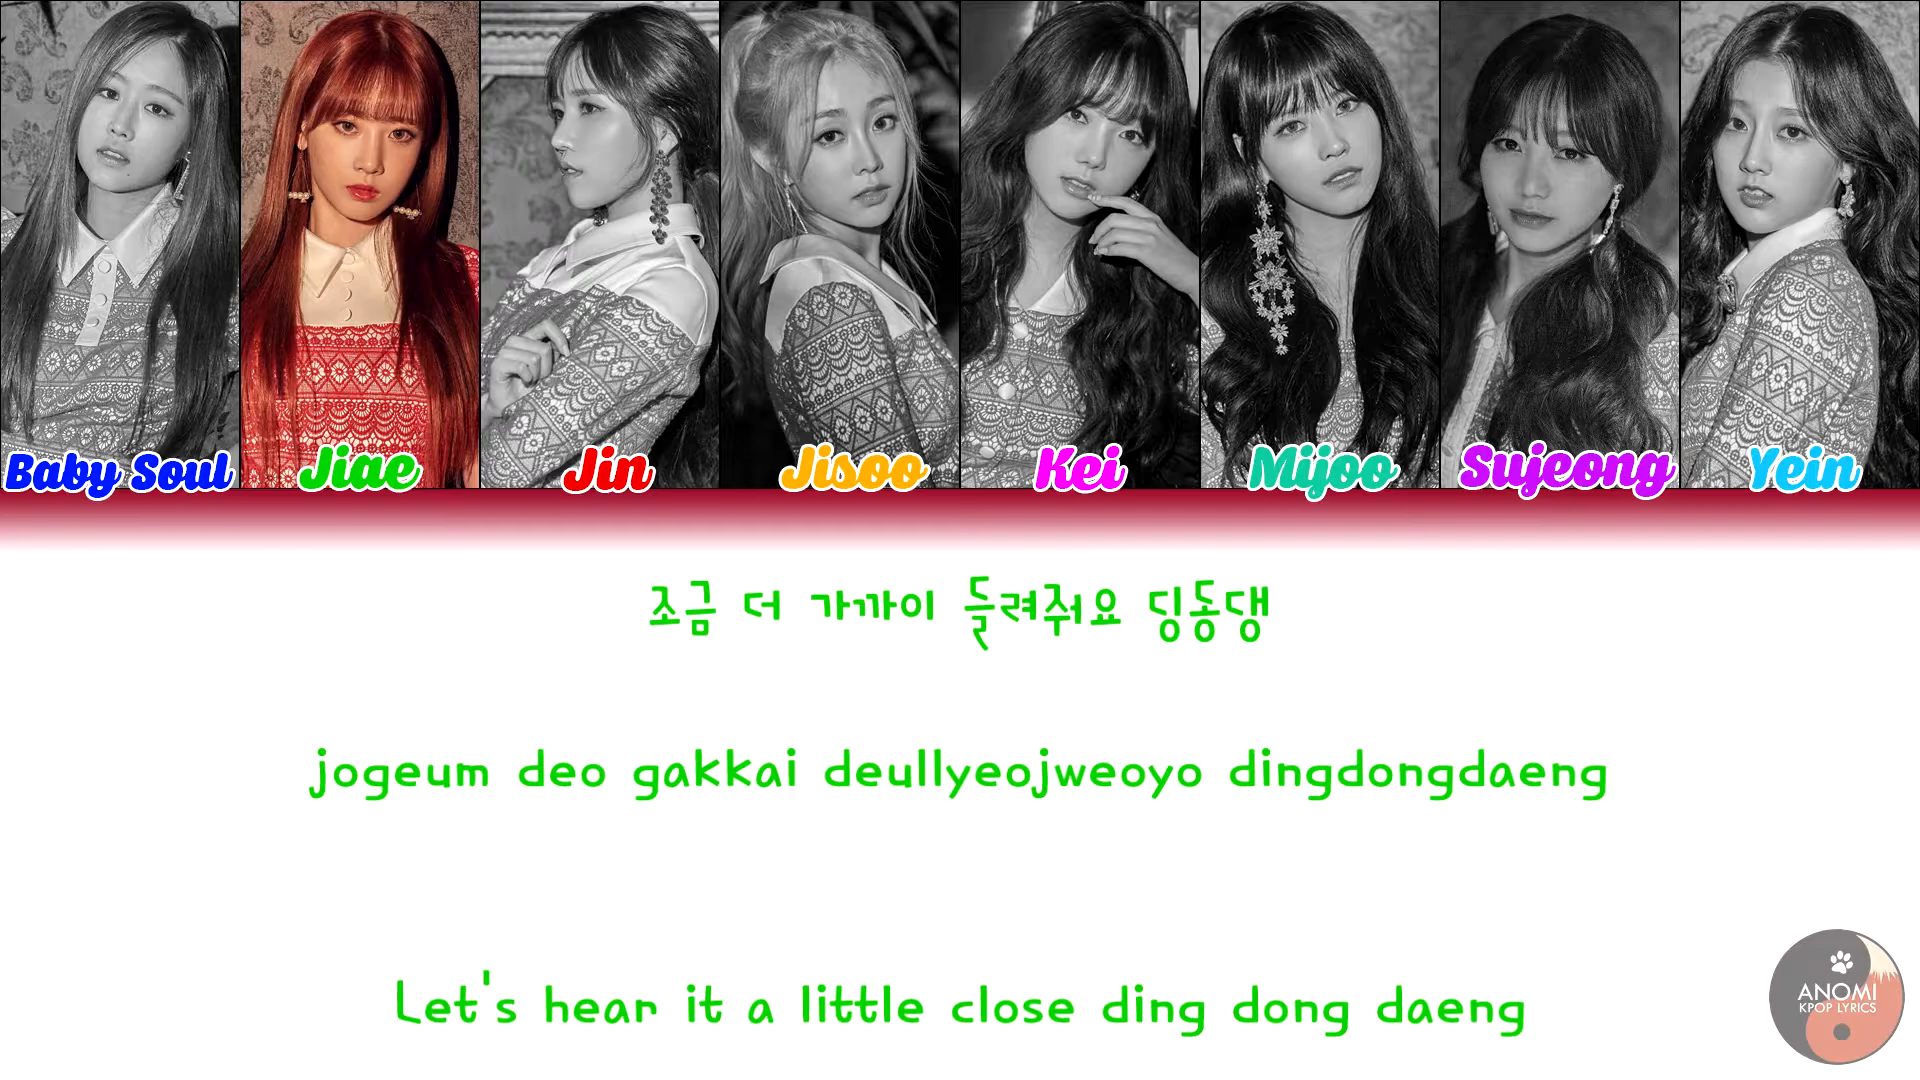 Baby Soul
Jiae
Jin
Jisoo
Kei
Mijoo
Sujeong
Yein
조금 더 가까이 들려줘요 딩동댕
jogeum deo gakkai deullyeojweoyo dingdongdaeng
Let's hear it a little close ding dong daeng
ANOMI
KPOP LYRICS